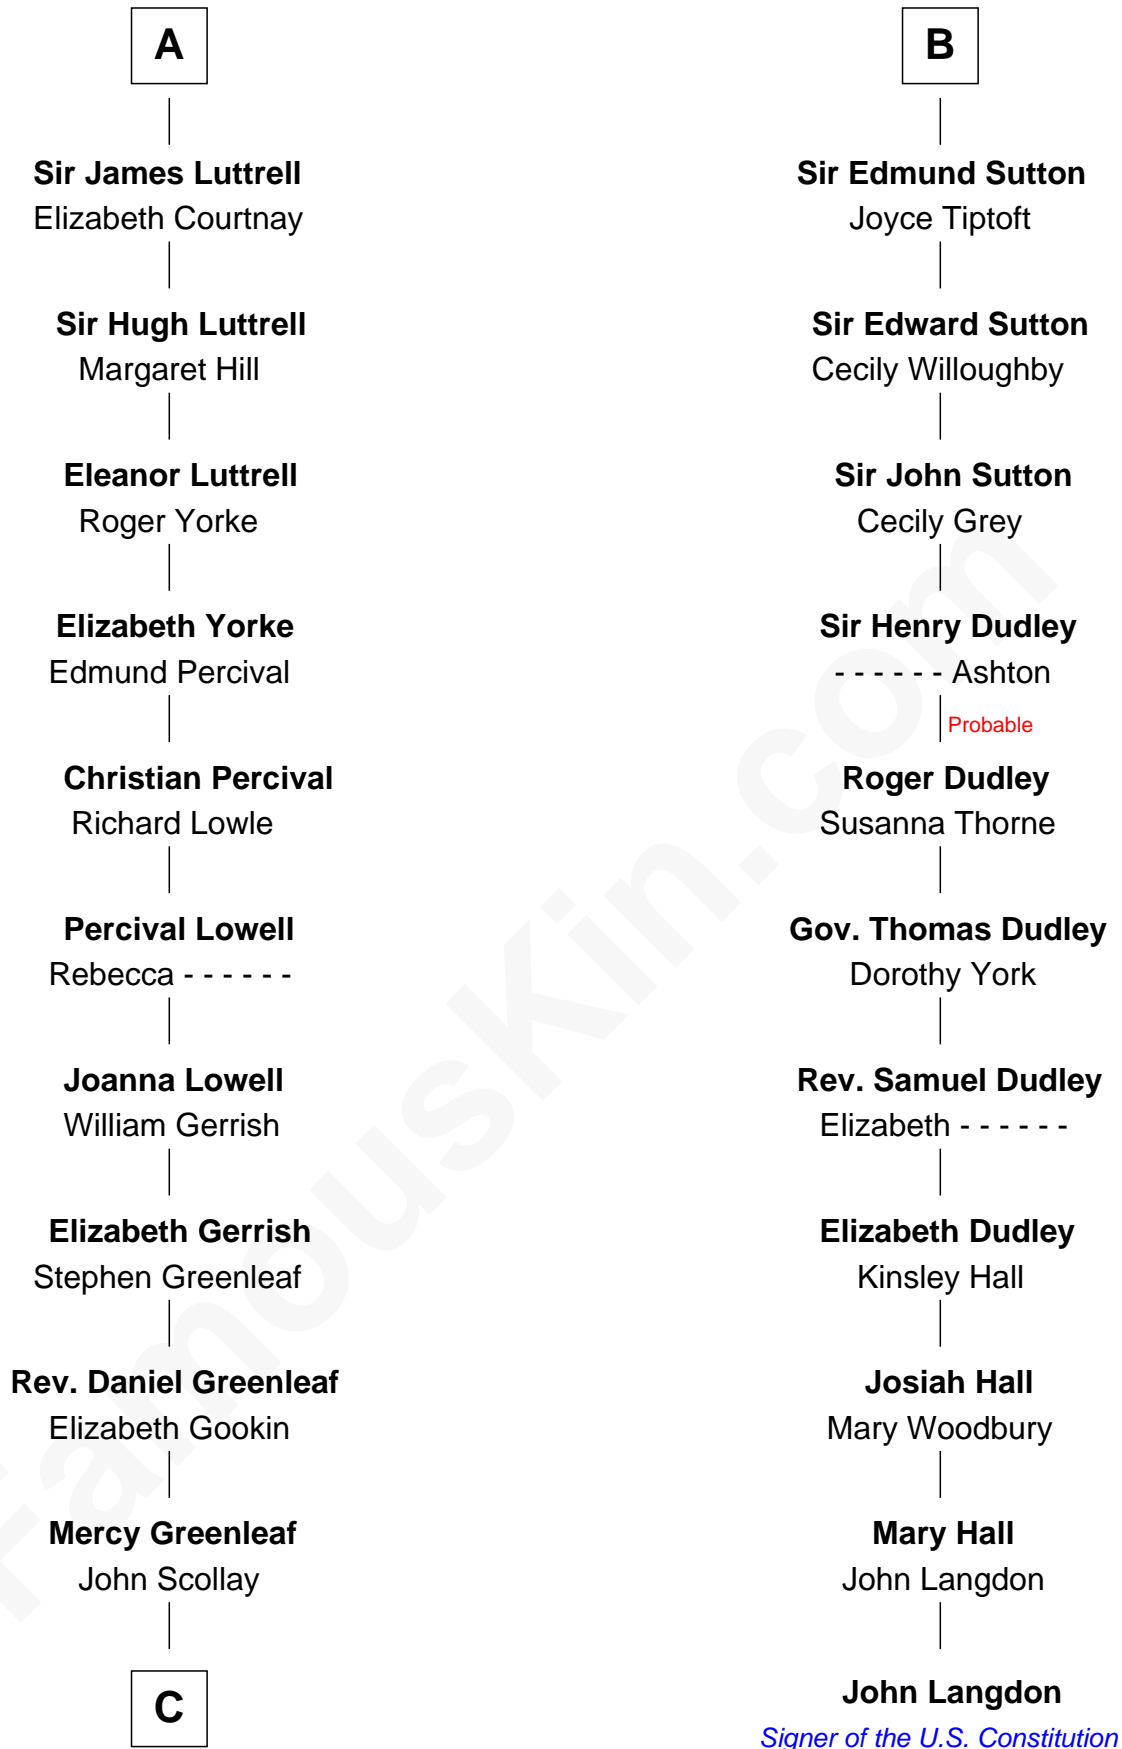 A
Sir James Luttrell
Elizabeth Courtnay
Sir Hugh Luttrell
Margaret Hill
Eleanor Luttrell
Roger Yorke
Elizabeth Yorke
Edmund Percival
Christian Percival
Richard Lowle
Percival Lowell
Rebecca - - - - - -
Joanna Lowell
William Gerrish
Elizabeth Gerrish
Stephen Greenleaf
Rev. Daniel Greenleaf
Elizabeth Gookin
Mercy Greenleaf
John Scollay
C
B
Sir Edmund Sutton
Joyce Tiptoft
Sir Edward Sutton
Cecily Willoughby
Sir John Sutton
Cecily Grey
Sir Henry Dudley
- - - - - - Ashton
Probable
Roger Dudley
Susanna Thorne
Gov. Thomas Dudley
Dorothy York
Rev. Samuel Dudley
Elizabeth - - - - - -
Elizabeth Dudley
Kinsley Hall
Josiah Hall
Mary Woodbury
Mary Hall
John Langdon
John Langdon
Signer of the U.S. Constitution
FamousKin.com